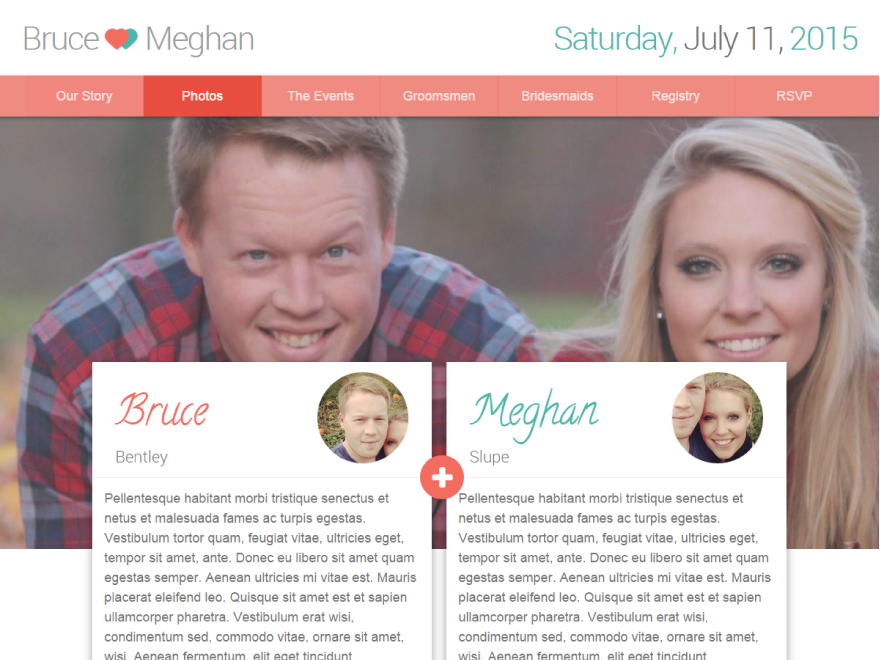 Bruce Meghan
Saturday, July 11, 2015
Our Story Photos The Events Groomsmen Bridesmaids Registry RSVP
Bruce
Bentley
Pellentesque habitant morbi tristique senectus et
netus et malesuada fames ac turpis egestas.
Vestibulum tortor quam, feugiat vitae, ultricies eget,
tempor sit amet, ante. Donec eu libero sit amet quam
egestas semper. Aenean ultricies mi vitae est. Mauris
placerat eleifend leo. Quisque sit amet est et sapien
ullamcorper pharetra. Vestibulum erat wisi,
condimentum sed, commodo vitae, ornare sit amet,
wisi. Aenean fermentum, elit eget tincidunt
Meghan
Slupe
Pellentesque habitant morbi tristique senectus et
netus et malesuada fames ac turpis egestas.
Vestibulum tortor quam, feugiat vitae, ultricies eget,
tempor sit amet, ante. Donec eu libero sit amet quam
egestas semper. Aenean ultricies mi vitae est. Mauris
placerat eleifend leo. Quisque sit amet est et sapien
ullamcorper pharetra. Vestibulum erat wisi,
condimentum sed, commodo vitae, ornare sit amet,
wisi. Aenean fermentum, elit eget tincidunt